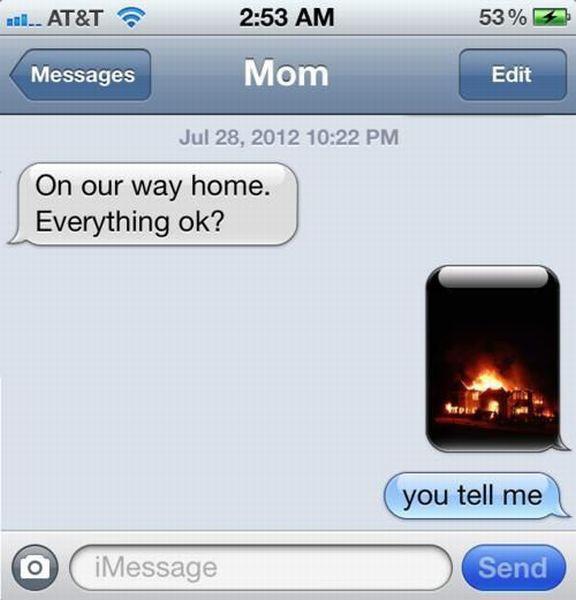 AT&T 2:53 AM 53%
Messages Mom Edit
Jul 28, 2012 10:22 PM
On our way home.
Everything ok?
you tell me
iMessage Send